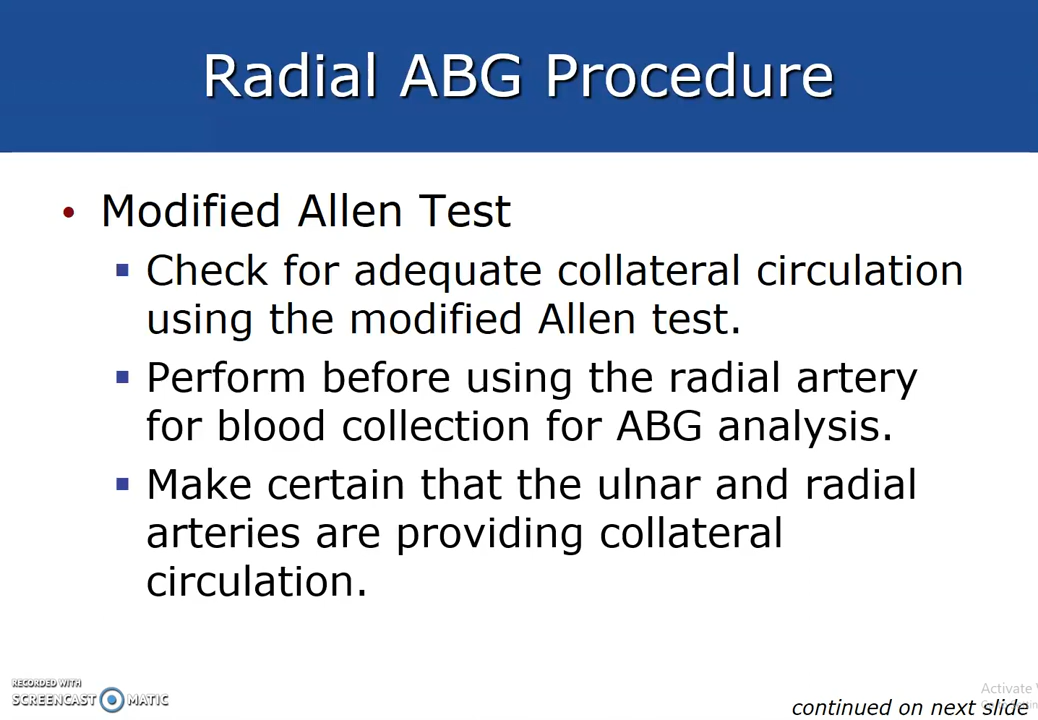 Radial ABG Procedure
• Modified Allen Test
▪ Check for adequate collateral circulation
using the modified Allen test.
▪ Perform before using the radial artery
for blood collection for ABG analysis.
▪ Make certain that the ulnar and radial
arteries are providing collateral
circulation.
RECORDED WITH
SCREENCAST MATIC
Activate
continued on next slide